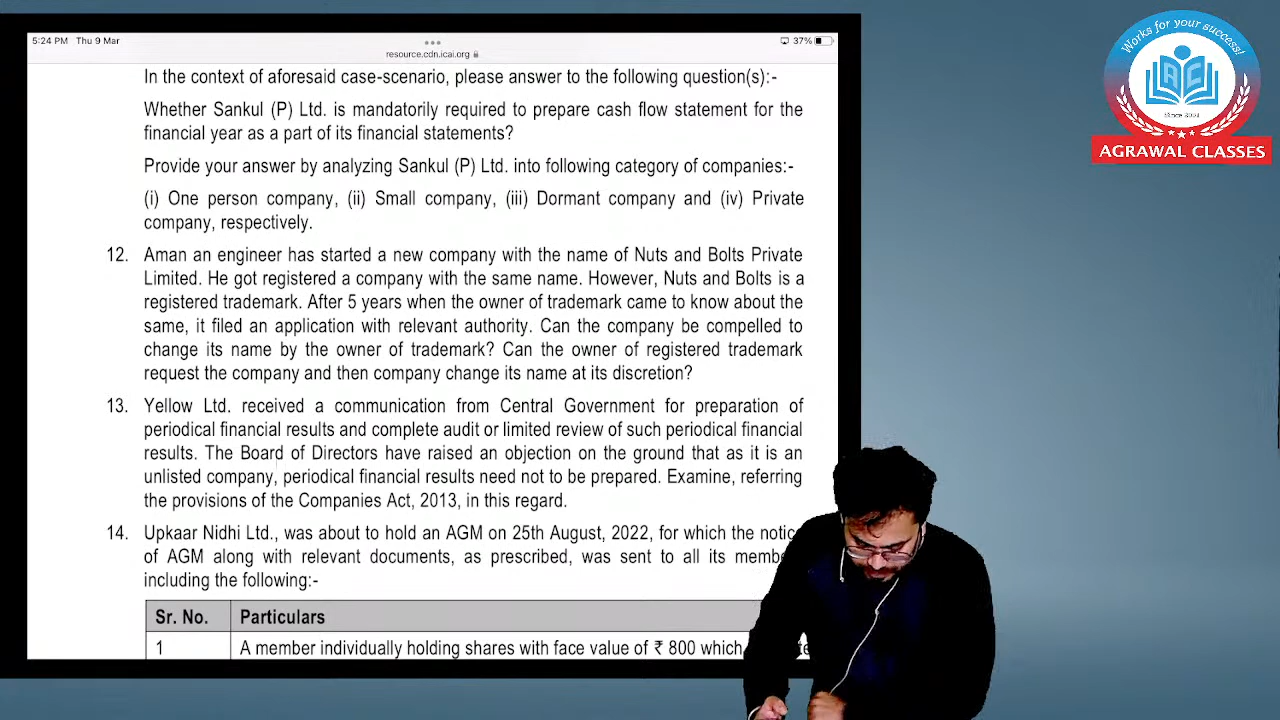 5:24 PM Thu 9 Mar
37%
resource.cdn.icai.org
In the context of aforesaid case-scenario, please answer to the following question(s):-
Whether Sankul (P) Ltd. is mandatorily required to prepare cash flow statement for the
financial year as a part of its financial statements?
Provide your answer by analyzing Sankul (P) Ltd. into following category of companies:-
(i) One person company, (ii) Small company, (iii) Dormant company and (iv) Private
company, respectively.
12. Aman an engineer has started a new company with the name of Nuts and Bolts Private
Limited. He got registered a company with the same name. However, Nuts and Bolts is a
registered trademark. After 5 years when the owner of trademark came to know about the
same, it filed an application with relevant authority. Can the company be compelled to
change its name by the owner of trademark? Can the owner of registered trademark
request the company and then company change its name at its discretion?
13. Yellow Ltd. received a communication from Central Government for preparation of
periodical financial results and complete audit or limited review of such periodical financial
results. The Board of Directors have raised an objection on the ground that as it is an
unlisted company, periodical financial results need not to be prepared. Examine, referring
the provisions of the Companies Act, 2013, in this regard.
14. Upkaar Nidhi Ltd., was about to hold an AGM on 25th August, 2022, for which the notic
of AGM along with relevant documents, as prescribed, was sent to all its memb
including the following:-
Sr. No. Particulars
1 A member individually holding shares with face value of ₹ 800 which
Works for your success!
AC
Since 2004
AGRAWAL CLASSES